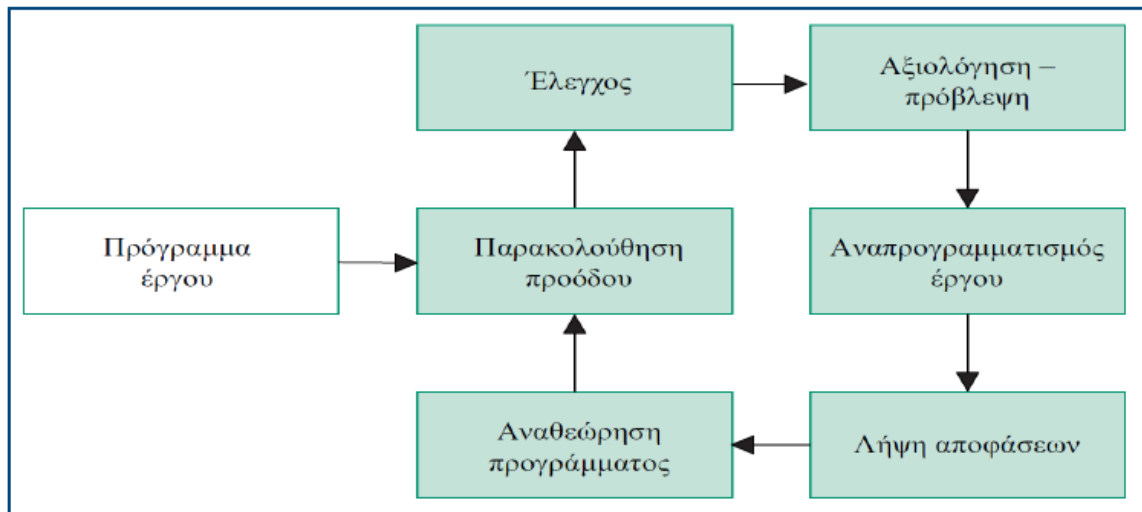 Έλεγχος
Αξιολόγηση –
πρόβλεψη
Πρόγραμμα
έργου
Παρακολούθηση
προόδου
Αναπρογραμματισμός
έργου
Αναθεώρηση
προγράμματος
Λήψη αποφάσεων